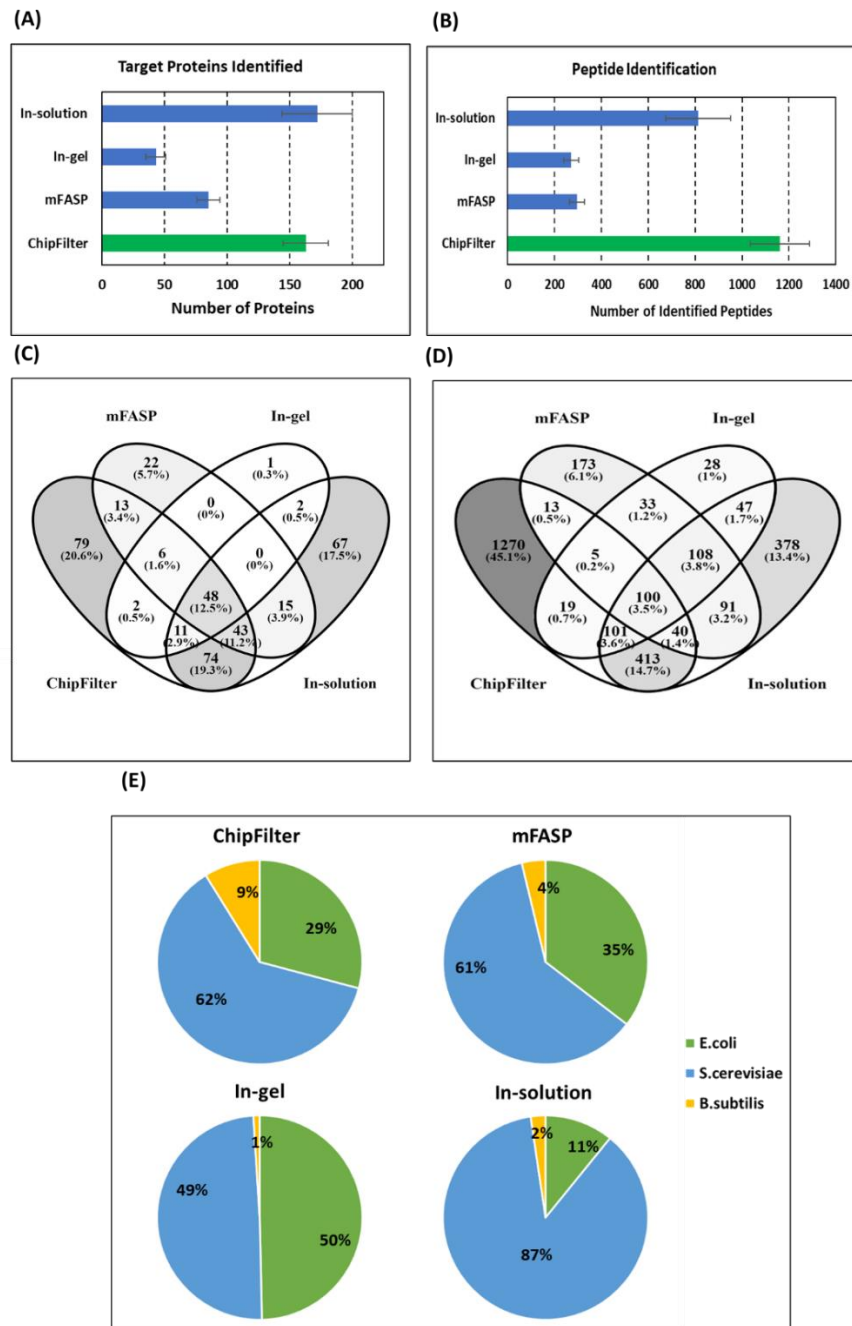 (A)
Target Proteins Identified
In-solution
In-gel
mFASP
ChipFilter
0 50 100 150 200
Number of Proteins
(B)
Peptide Identification
In-solution
In-gel
mFASP
ChipFilter
0 200 400 600 800 1000 1200 1400
Number of Identified Peptides
(C)
mFASP In-gel
22
(5.7%)
1
(0.3%)
13
(3.4%)
0
(0%)
2
(0.5%)
79
(20.6%)
67
(17.5%)
6
(1.6%)
0
(0%)
48
(12.5%)
2
(0.5%)
15
(3.9%)
11
(2.9%)
43
(11.2%)
74
(19.3%)
ChipFilter In-solution
(D)
mFASP In-gel
173
(6.1%)
28
(1%)
13
(0.5%)
33
(1.2%)
47
(1.7%)
1270
(45.1%)
378
(13.4%)
5
(0.2%)
108
(3.8%)
100
(3.5%)
19
(0.7%)
91
(3.2%)
101
(3.6%)
40
(1.4%)
413
(14.7%)
ChipFilter In-solution
(E)
ChipFilter
9%
29%
62%
mFASP
4%
35%
61%
In-gel
1%
49%
50%
In-solution
2%
11%
87%
E.coli
S.cerevisiae
B.subtilis